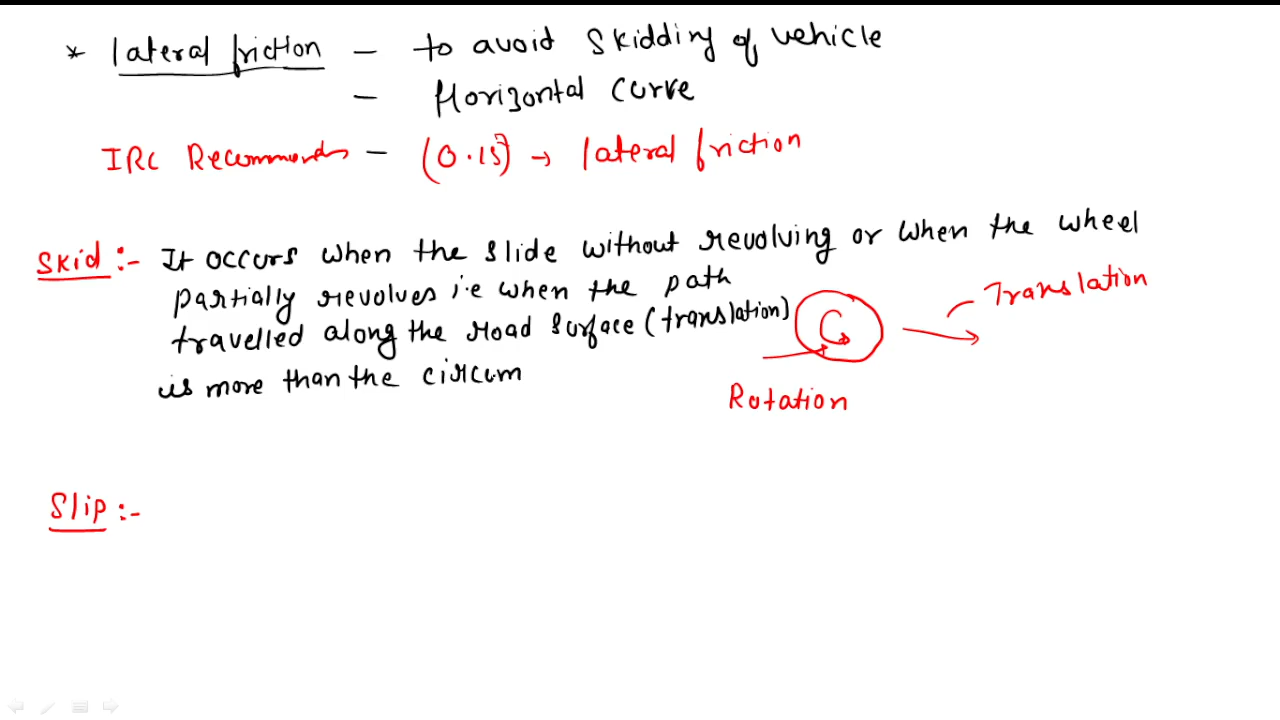 * lateral friction – to avoid skidding of vehicle
– Horizontal curve
IRC Recommends – (0.15) → lateral friction
Skid :- It occurs when the slide without revolving or when the wheel
partially revolves i.e when the path
travelled along the road surface (translation)
is more than the circum
Translation
Rotation
Slip :-